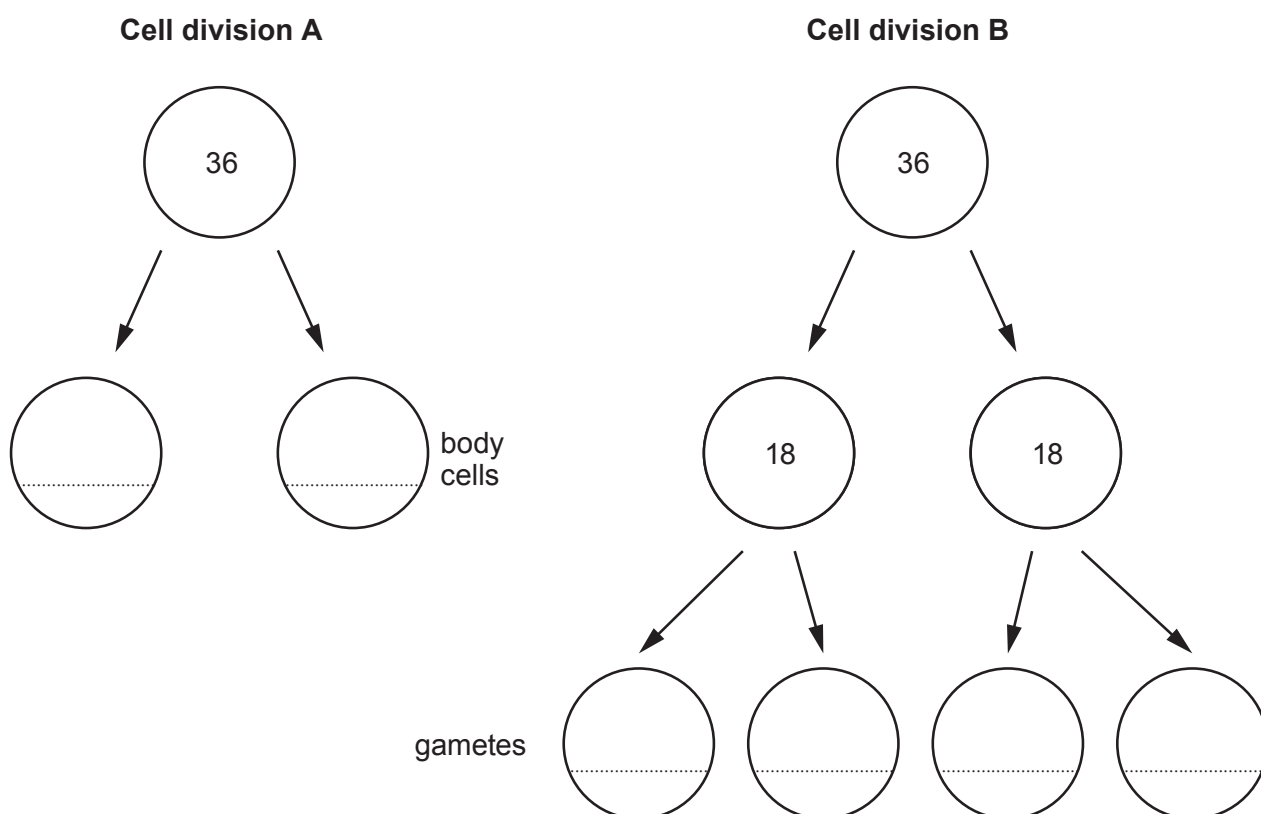 Cell division A
Cell division B
36
36
body
cells
18
18
gametes